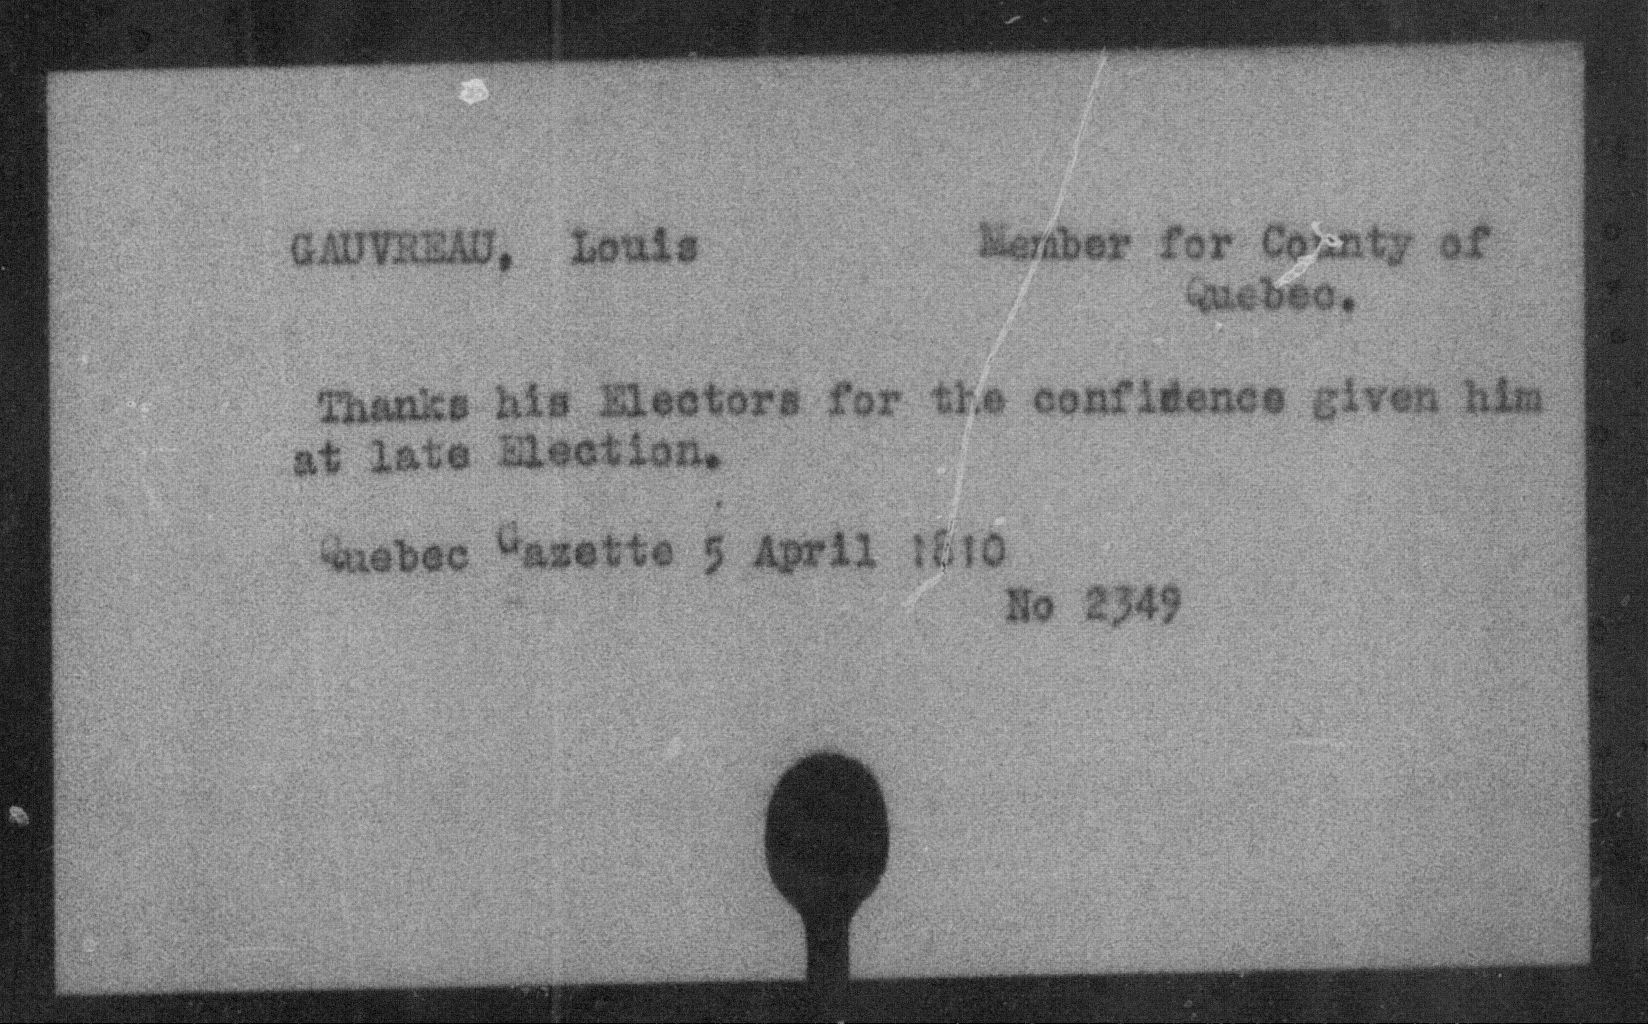 GAUVREAU, Louis Member for County of
Quebec.
Thanks his Electors for the confidence given him
at late Election.
Quebec Gazette 5 April 1810
No 2349